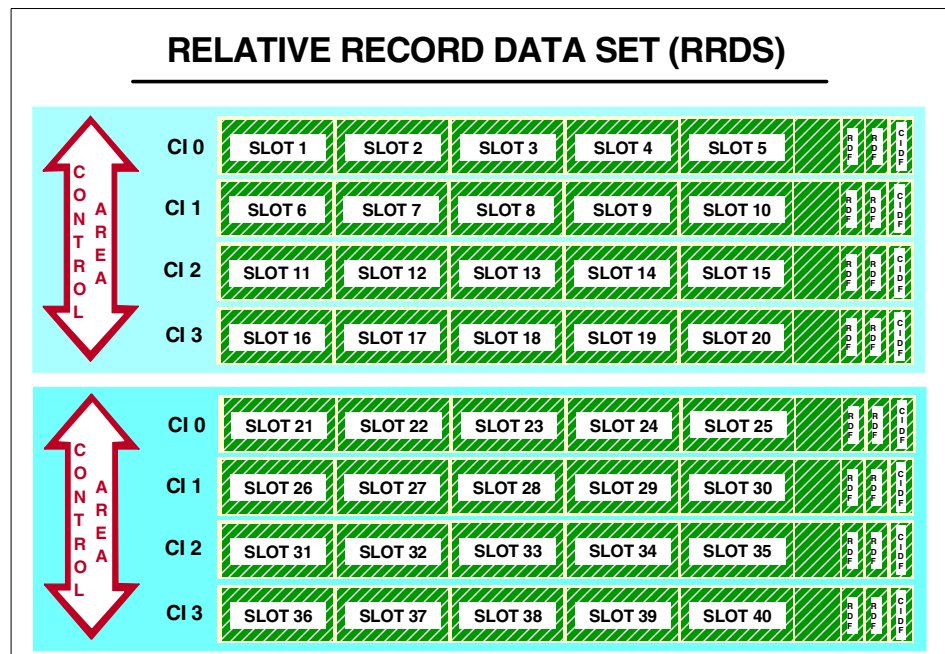 RELATIVE RECORD DATA SET (RRDS)
CONTROL AREA
CI 0 SLOT 1 SLOT 2 SLOT 3 SLOT 4 SLOT 5 RDF RDF CIDF
CI 1 SLOT 6 SLOT 7 SLOT 8 SLOT 9 SLOT 10 RDF RDF CIDF
CI 2 SLOT 11 SLOT 12 SLOT 13 SLOT 14 SLOT 15 RDF RDF CIDF
CI 3 SLOT 16 SLOT 17 SLOT 18 SLOT 19 SLOT 20 RDF RDF CIDF
CONTROL AREA
CI 0 SLOT 21 SLOT 22 SLOT 23 SLOT 24 SLOT 25 RDF RDF CIDF
CI 1 SLOT 26 SLOT 27 SLOT 28 SLOT 29 SLOT 30 RDF RDF CIDF
CI 2 SLOT 31 SLOT 32 SLOT 33 SLOT 34 SLOT 35 RDF RDF CIDF
CI 3 SLOT 36 SLOT 37 SLOT 38 SLOT 39 SLOT 40 RDF RDF CIDF